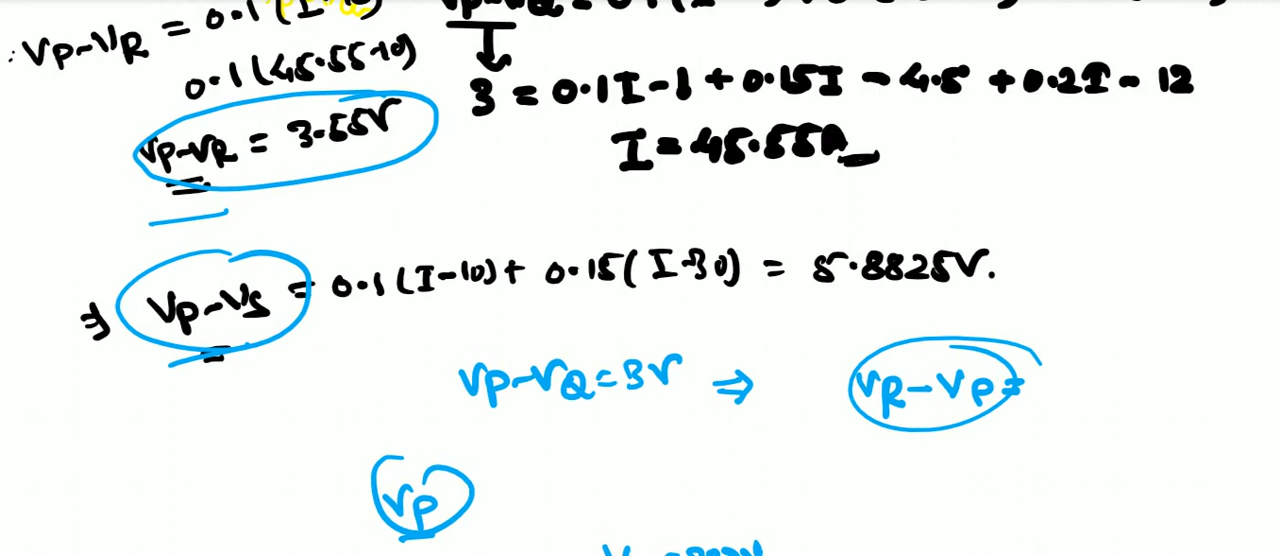 ∴ VP-VR = 0.1(I-10)
0.1(45.55-10)
VP-VR = 3.55V
3 = 0.1I-1 + 0.15I - 4.5 + 0.2I - 12
I = 45.55A
⇒ VP-VS = 0.1(I-10) + 0.15(I-30) = 5.8825V.
VP-VQ = 3V ⇒ VR-VP=
VP